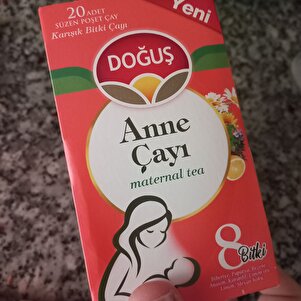 Yeni
20 ADET
SÜZEN POŞET ÇAY
Karışık Bitki Çayı
DOĞUŞ
Anne
Çayı
maternal tea
8 Bitki